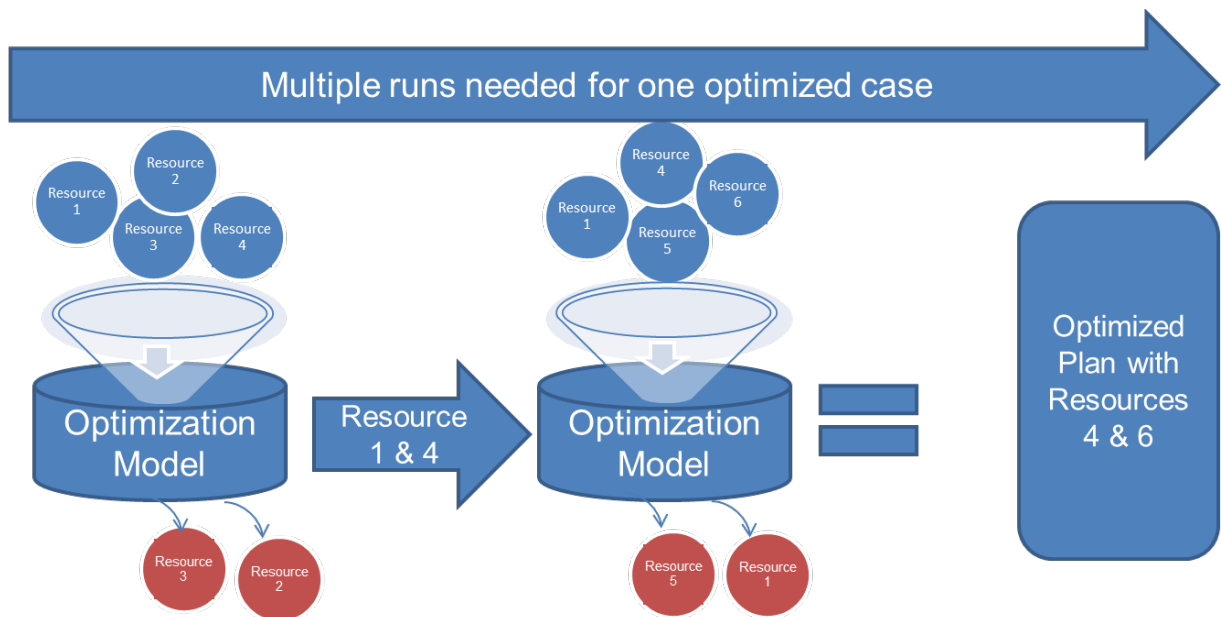 Multiple runs needed for one optimized case
Resource
1
Resource
2
Resource
3
Resource
4
Optimization
Model
Resource
3
Resource
2
Resource
1 & 4
Resource
1
Resource
4
Resource
5
Resource
6
Optimization
Model
Resource
5
Resource
1
Optimized
Plan with
Resources
4 & 6